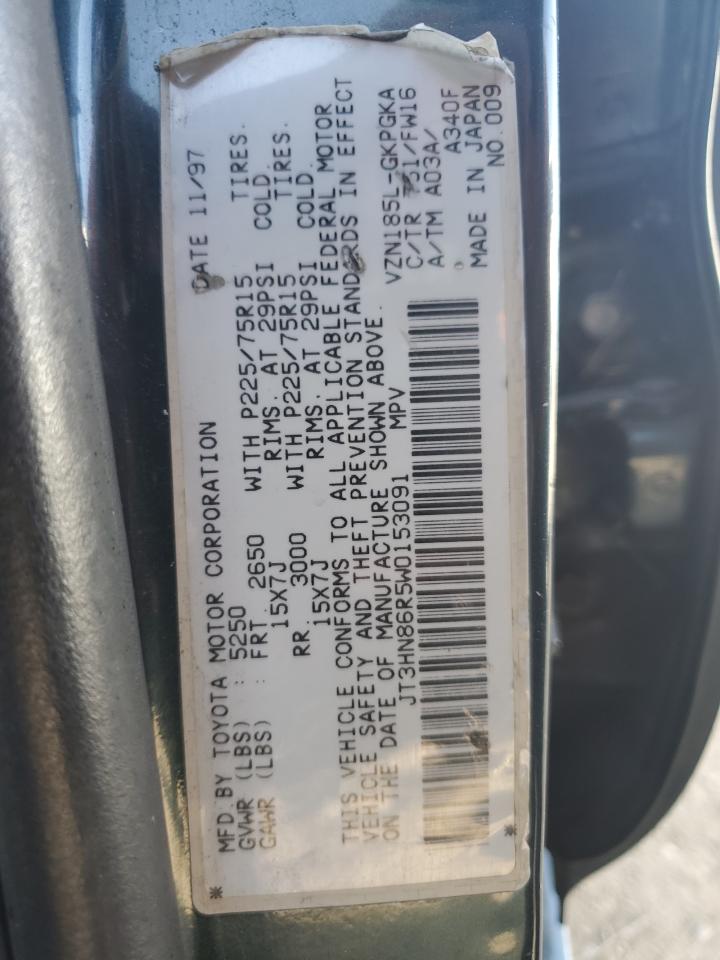 MFD. BY TOYOTA MOTOR CORPORATION DATE 11/97
GVWR (LBS) : 5250
GAWR (LBS) : FRT. 2650 WITH P225/75R15 TIRES.
15X7J RIMS. AT 29PSI COLD.
RR. 3000 WITH P225/75R15 TIRES.
15X7J RIMS. AT 29PSI COLD.
THIS VEHICLE CONFORMS TO ALL APPLICABLE FEDERAL MOTOR
VEHICLE SAFETY AND THEFT PREVENTION STANDARDS IN EFFECT
ON THE DATE OF MANUFACTURE SHOWN ABOVE.
JT3HN86R5W0153091 MPV
VZN185L-GKPGKA
C/TR 751/FW16
A/TM A03A/
A340F
MADE IN JAPAN
NO. 009